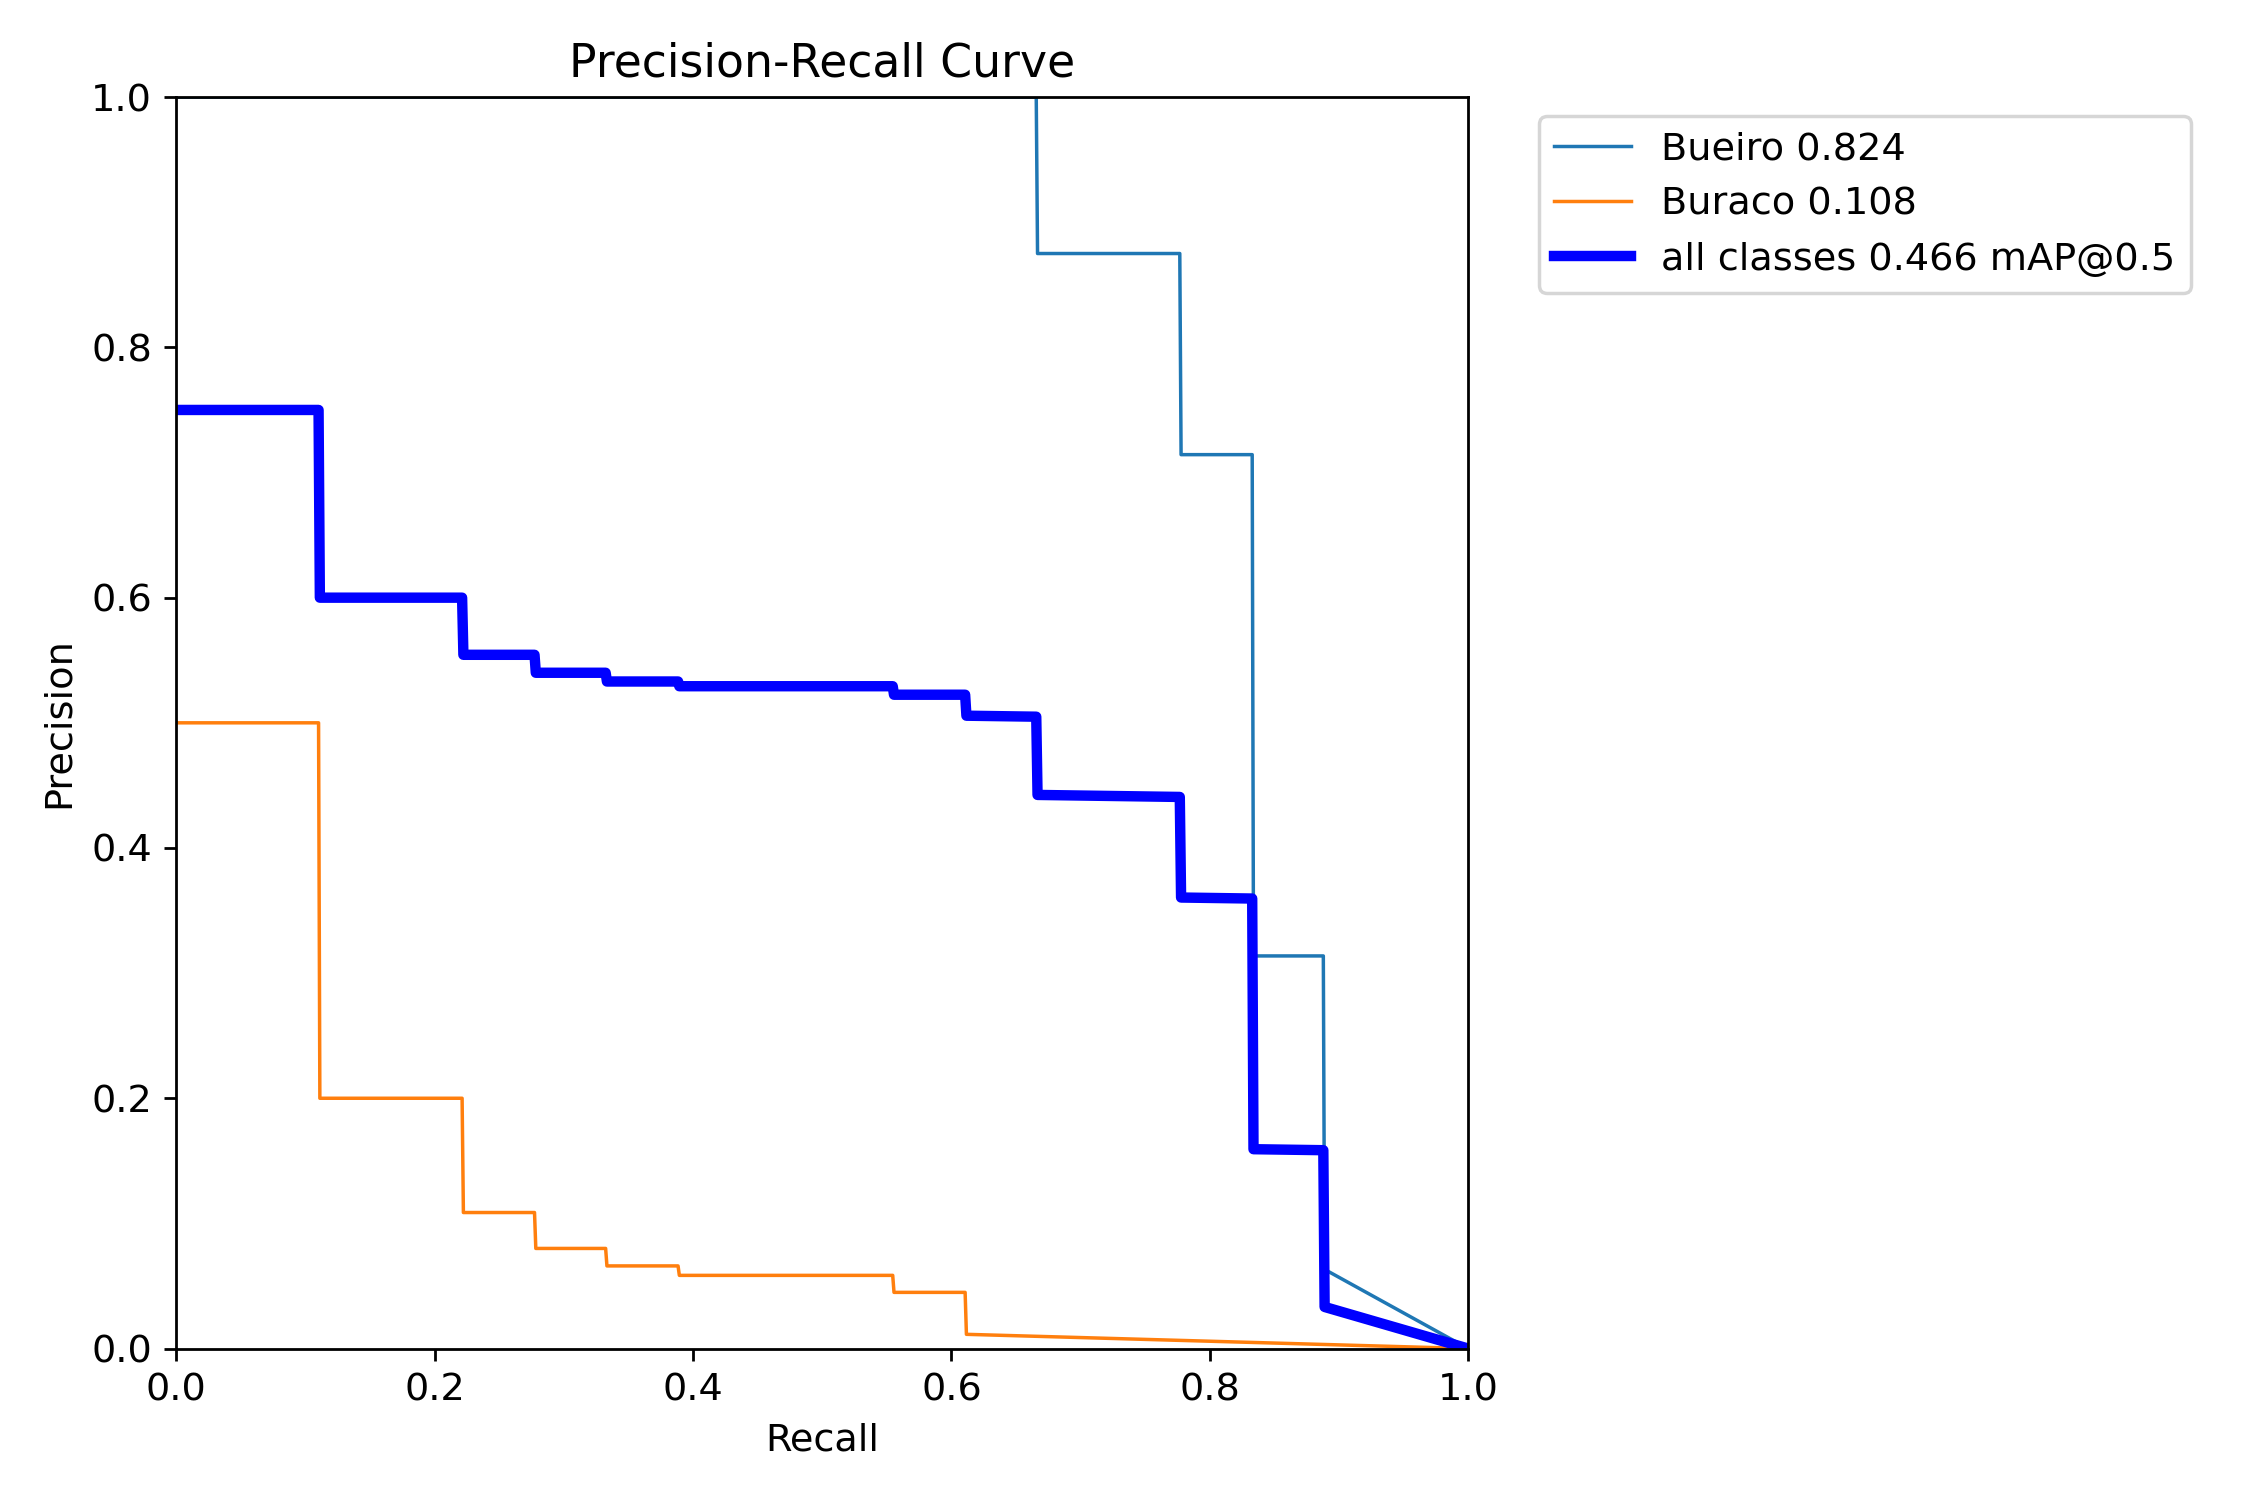 Precision-Recall Curve
1.0
0.8
0.6
0.4
0.2
0.0
Precision
0.0 0.2 0.4 0.6 0.8 1.0
Recall
Bueiro 0.824
Buraco 0.108
all classes 0.466 mAP@0.5